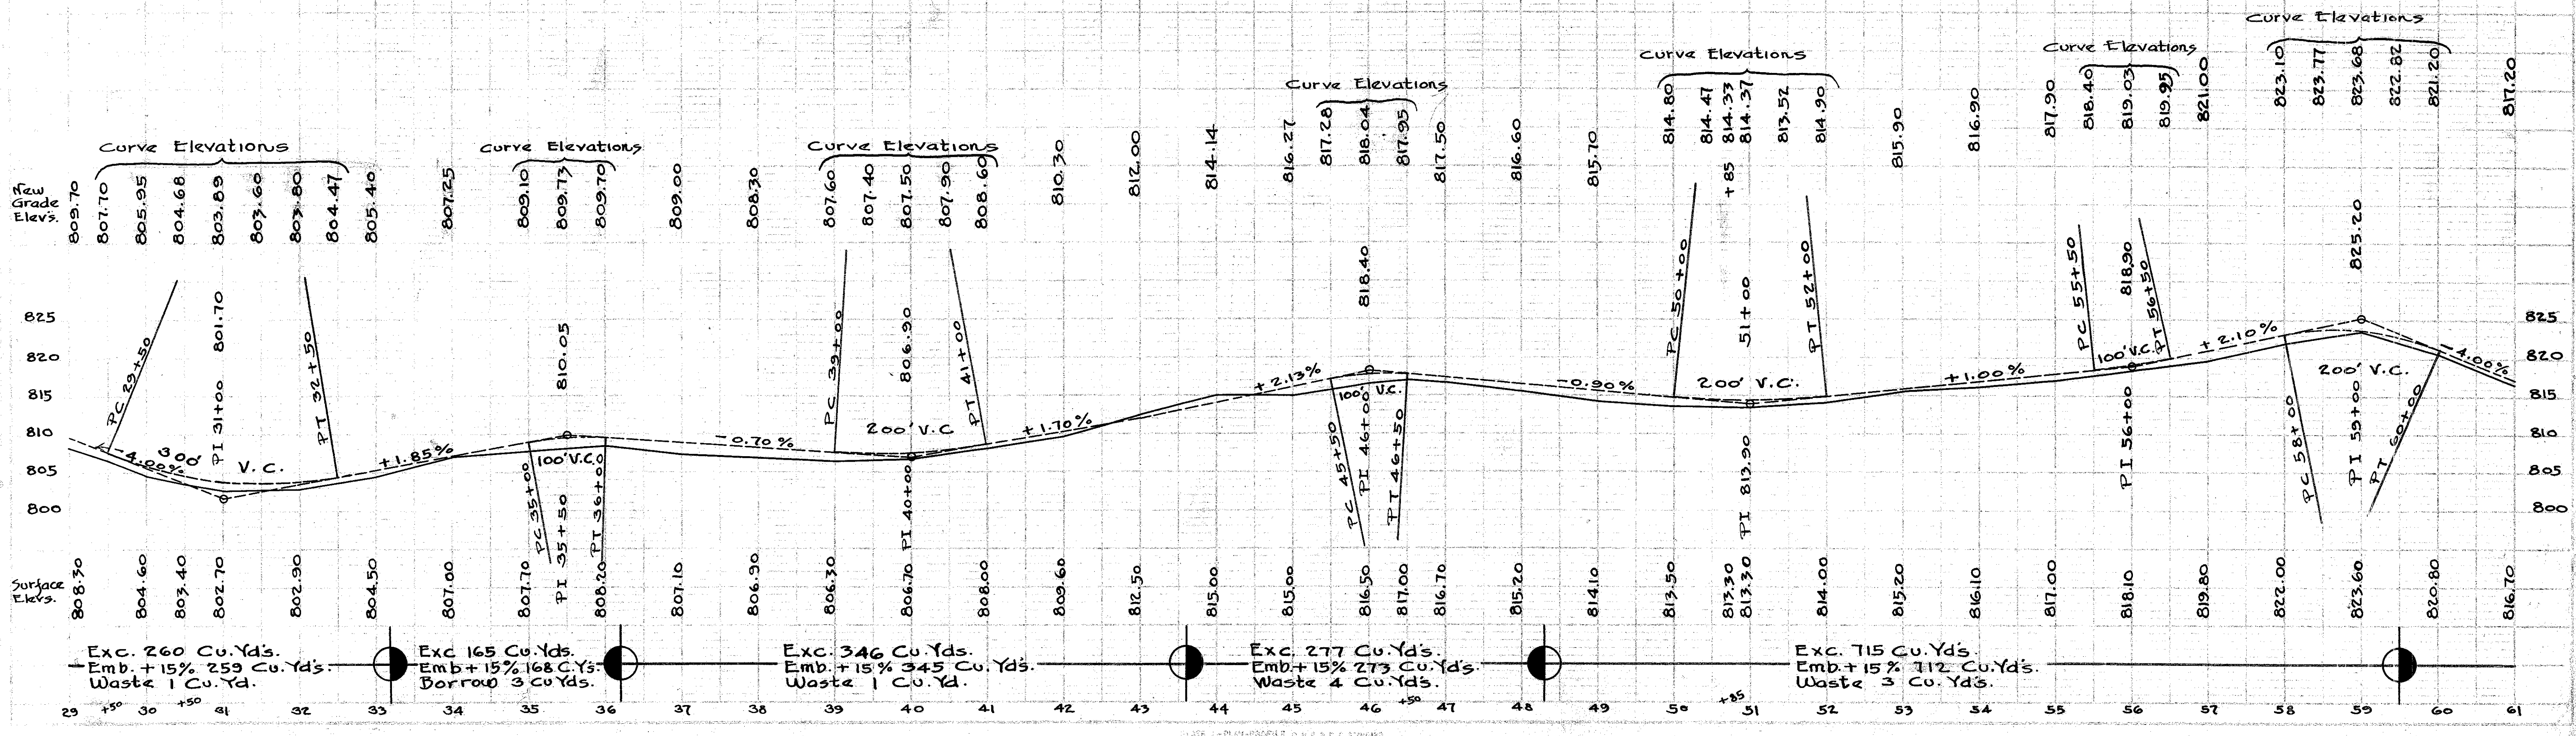 Curve Elevations
Curve Elevations
Curve Elevations
Curve Elevations
Curve Elevations
Curve Elevations
Curve Elevations
New
Grade
Elev's.
809.70
807.70
805.95
804.68
803.89
803.60
803.80
804.47
805.40
807.25
809.10
809.73
809.70
809.00
808.30
807.60
807.40
807.50
807.90
808.60
810.30
812.00
814.14
816.27
817.28
818.04
817.95
817.50
816.60
815.70
814.80
814.47
+85 814.33
814.37
813.52
814.90
815.90
816.90
817.90
818.40
819.03
819.95
821.00
823.10
823.77
823.68
822.82
821.20
817.20
825
820
815
810
805
800
PC 29+50
-4.00%
300' V.C.
PI 31+00 801.70
PT 32+50
+1.85%
PC 35+00
100' V.C.
PI 35+50 810.05
PT 36+00
-0.70%
PC 39+00
200' V.C
PI 40+00 806.90
PT 41+00
+1.70%
+2.13%
PC 45+50
100' V.C.
PI 46+00 818.40
PT 46+50
-0.90%
PC 50+00
200' V.C.
PI 813.90 51+00
PT 52+00
+1.00%
PC 55+50
100' V.C.
PI 56+00 818.90
PT 56+50
+2.10%
PC 58+00
200' V.C.
PI 59+00 825.20
PT 60+00
-4.00%
825
820
815
810
805
800
Surface
Elevs.
808.30
804.60
803.40
802.70
802.90
804.50
807.00
807.70
808.20
807.10
806.90
806.30
806.70
808.00
809.60
812.50
815.00
815.00
816.50
817.00
816.70
815.20
814.10
813.50
813.30
813.30
814.00
815.20
816.10
817.00
818.10
819.80
822.00
823.60
820.80
816.70
Exc. 260 Cu.Yd's.
Emb.+15% 259 Cu.Yd's.
Waste 1 Cu.Yd.
Exc 165 Cu.Yds.
Emb+15% 168 C.Y's.
Borrow 3 Cu Yds.
Exc. 346 Cu.Yds.
Emb.+15% 345 Cu.Yd's.
Waste 1 Cu.Yd.
Exc. 277 Cu.Yd's.
Emb+15% 273 Cu.Yd's.
Waste 4 Cu.Yd's.
Exc. 715 Cu.Yd's.
Emb.+15% 712 Cu.Yd's.
Waste 3 Cu.Yd's.
29 +50 30 +50 31 32 33 34 35 36 37 38 39 40 41 42 43 44 45 46 +50 47 48 49 50 +85 51 52 53 54 55 56 57 58 59 60 61